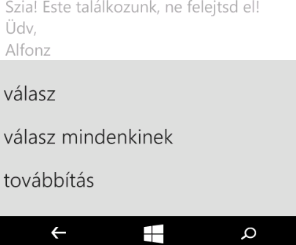 Szia! Este találkozunk, ne felejtsd el!
Üdv,
Alfonz
válasz
válasz mindenkinek
továbbítás